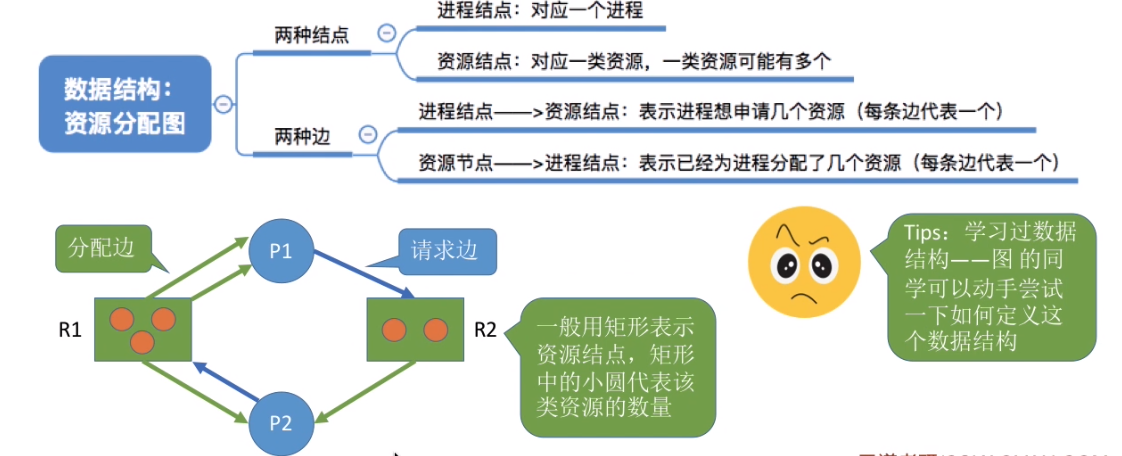 数据结构：
资源分配图
两种结点
进程结点：对应一个进程
资源结点：对应一类资源，一类资源可能有多个
两种边
进程结点——>资源结点：表示进程想申请几个资源（每条边代表一个）
资源节点——>进程结点：表示已经为进程分配了几个资源（每条边代表一个）
分配边
P1
请求边
R1
R2
P2
一般用矩形表示
资源结点，矩形
中的小圆代表该
类资源的数量
Tips：学习过数据
结构——图 的同
学可以动手尝试
一下如何定义这
个数据结构